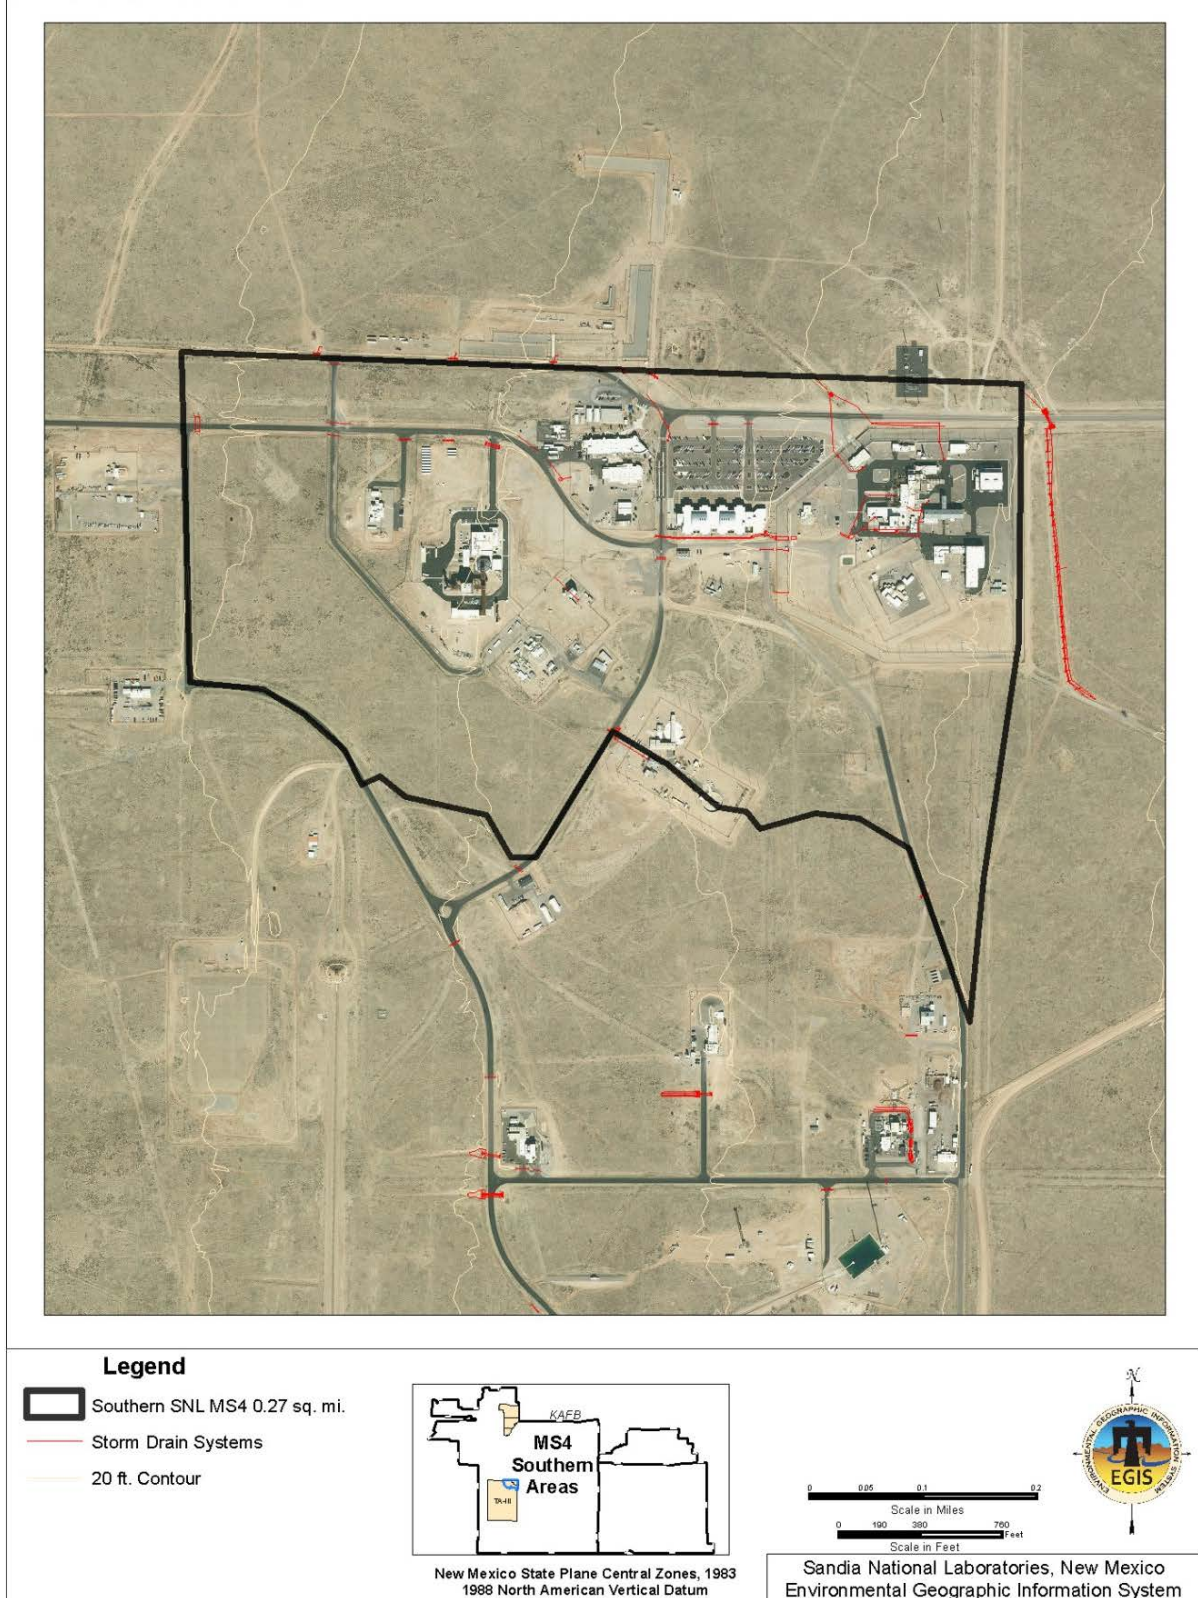 Legend
Southern SNL MS4 0.27 sq. mi.
Storm Drain Systems
20 ft. Contour
KAFB
MS4
Southern
Areas
TA-III
New Mexico State Plane Central Zones, 1983
1988 North American Vertical Datum
0 0.05 0.1 0.2
Scale in Miles
0 190 380 760
Feet
Scale in Feet
N
ENVIRONMENTAL GEOGRAPHIC INFORMATION SYSTEM
EGIS
Sandia National Laboratories, New Mexico
Environmental Geographic Information System